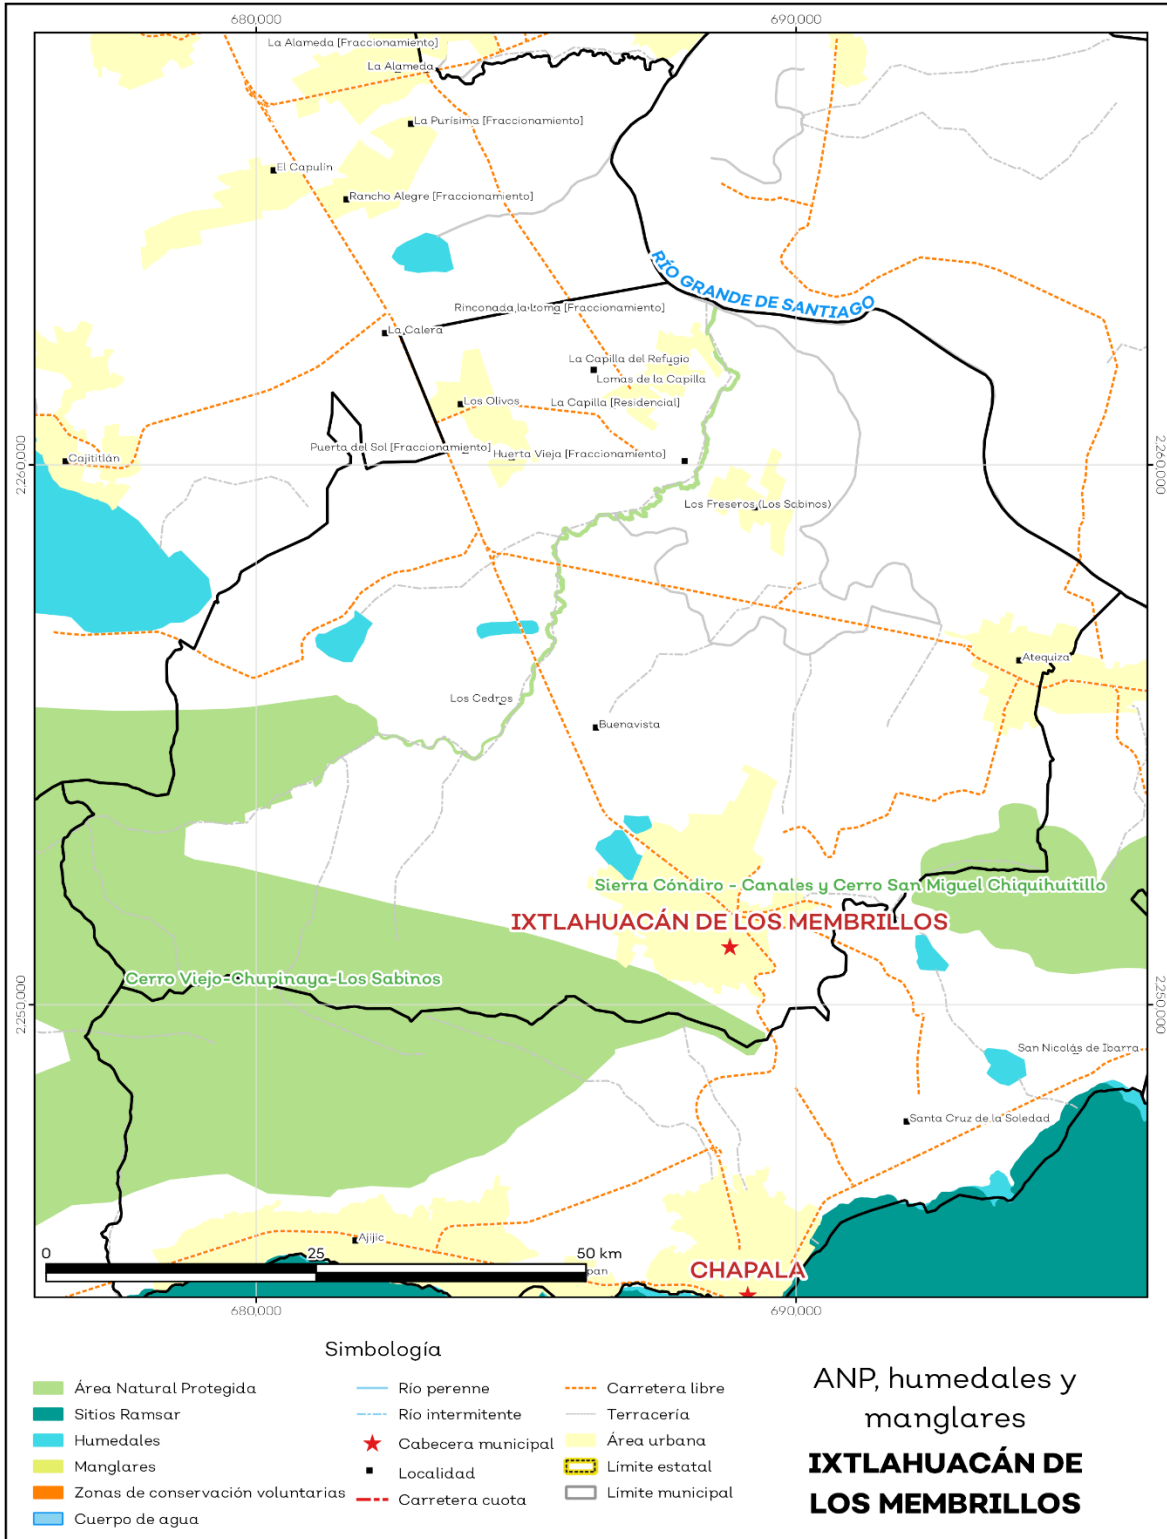 680,000
690,000
La Alameda [Fraccionamiento]
La Alameda
La Purísima [Fraccionamiento]
El Capulín
Rancho Alegre [Fraccionamiento]
RÍO GRANDE DE SANTIAGO
Rinconada la Loma [Fraccionamiento]
La Calera
La Capilla del Refugio
Lomas de la Capilla
Los Olivos
La Capilla [Residencial]
Puerta del Sol [Fraccionamiento]
Huerta Vieja [Fraccionamiento]
Cajititlán
2260,000
2260,000
Los Freseros (Los Sabinos)
Atequiza
Los Cedros
Buenavista
Sierra Cóndiro - Canales y Cerro San Miguel Chiquihuitillo
IXTLAHUACÁN DE LOS MEMBRILLOS
Cerro Viejo-Chupinaya-Los Sabinos
2250,000
2250,000
San Nicolás de Ibarra
Santa Cruz de la Soledad
Ajijic
0 25 50 km
pan
CHAPALA
680,000
690,000
Simbología
Área Natural Protegida
Sitios Ramsar
Humedales
Manglares
Zonas de conservación voluntarias
Cuerpo de agua
Río perenne
Río intermitente
Cabecera municipal
Localidad
Carretera cuota
Carretera libre
Terracería
Área urbana
Límite estatal
Límite municipal
ANP, humedales y
manglares
IXTLAHUACÁN DE
LOS MEMBRILLOS